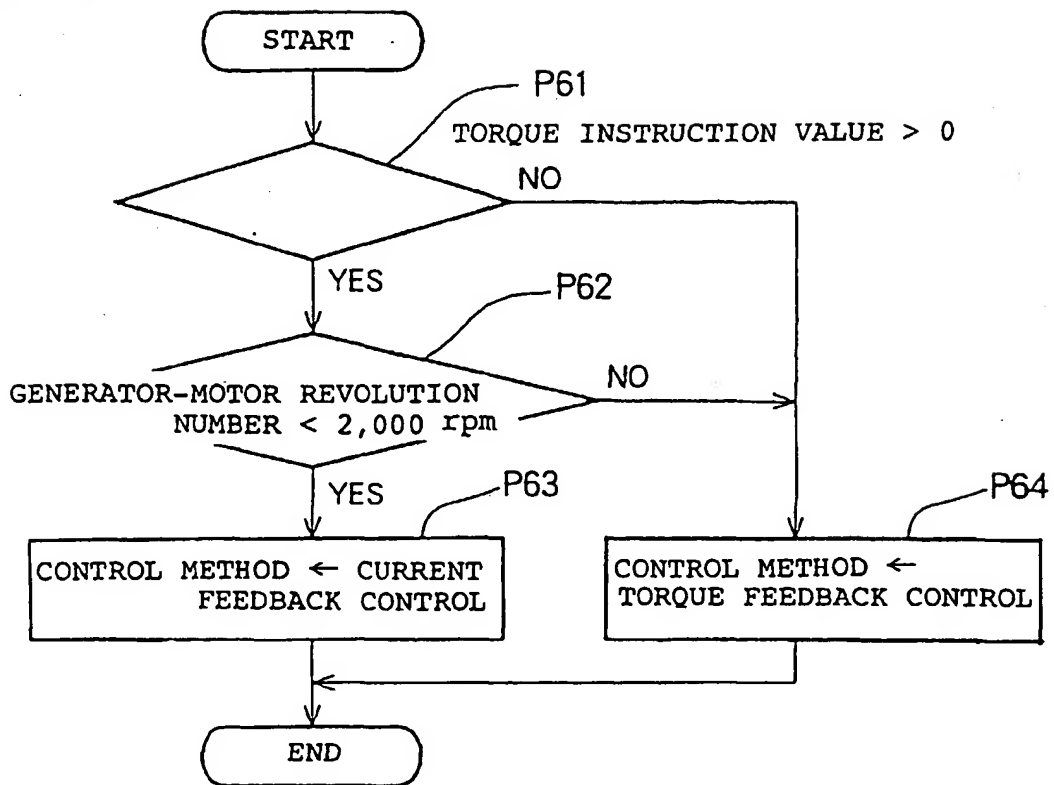 START
P61
TORQUE INSTRUCTION VALUE > 0
NO
YES
P62
GENERATOR-MOTOR REVOLUTION
NUMBER < 2,000 rpm
NO
YES
P63
P64
CONTROL METHOD ← CURRENT
FEEDBACK CONTROL
CONTROL METHOD ←
TORQUE FEEDBACK CONTROL
END